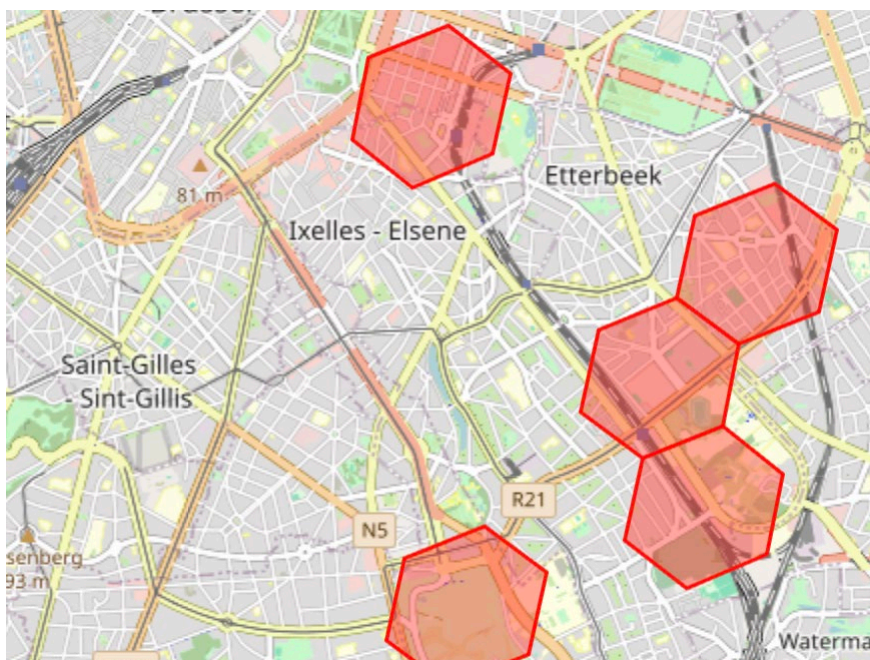 81 m
Etterbeek
Ixelles - Elsene
Saint-Gilles
- Sint-Gillis
R21
N5
senberg
93 m
Waterma